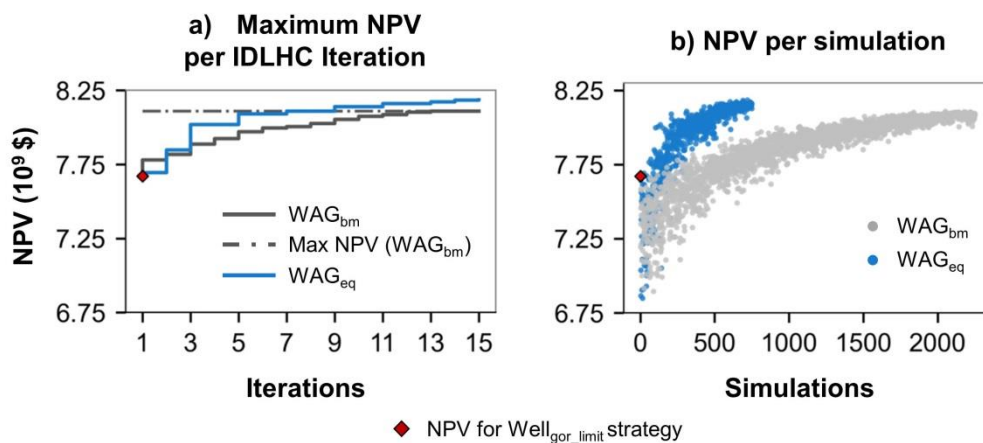 a) Maximum NPV
per IDLHC Iteration
NPV (10⁹ $)
8.25
7.75
7.25
6.75
WAGbm
Max NPV (WAGbm)
WAGeq
1 3 5 7 9 11 13 15
Iterations
b) NPV per simulation
8.25
7.75
7.25
6.75
WAGbm
WAGeq
0 500 1000 1500 2000
Simulations
NPV for Wellgor_limit strategy